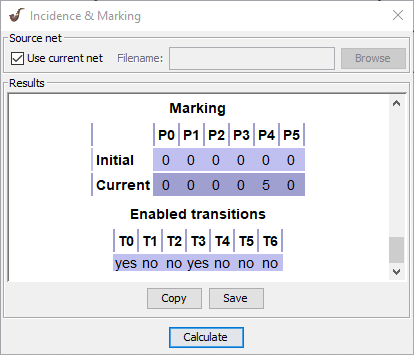 Incidence & Marking
Source net
Use current net Filename: Browse
Results
Marking
P0 P1 P2 P3 P4 P5
Initial 0 0 0 0 0 0
Current 0 0 0 0 5 0
Enabled transitions
T0 T1 T2 T3 T4 T5 T6
yes no no yes no no no
Copy Save
Calculate